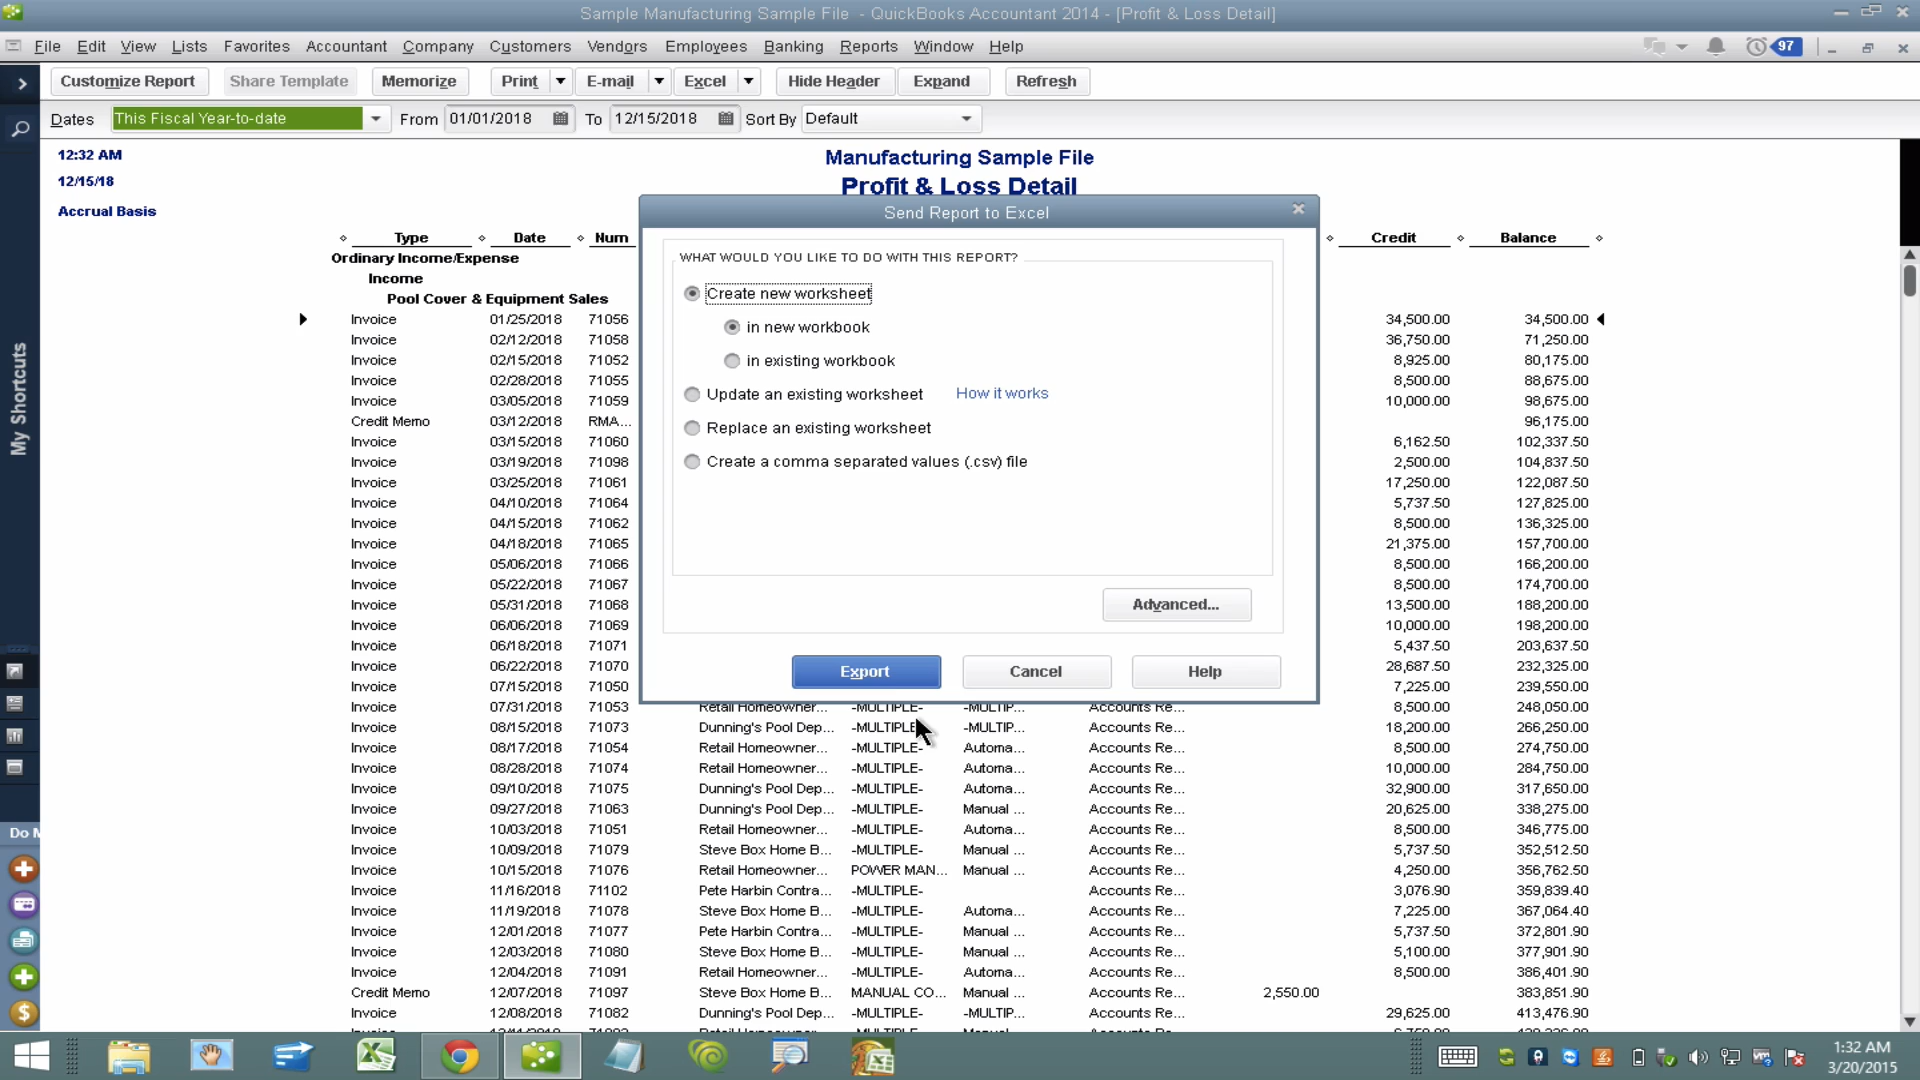 Sample Manufacturing Sample File - QuickBooks Accountant 2014 - [Profit & Loss Detail]
File Edit View Lists Favorites Accountant Company Customers Vendors Employees Banking Reports Window Help 97
Customize Report Share Template Memorize Print E-mail Excel Hide Header Expand Refresh
Dates This Fiscal Year-to-date From 01/01/2018 To 12/15/2018 Sort By Default
12:32 AM
12/15/18
Accrual Basis
Manufacturing Sample File
Profit & Loss Detail
Type Date Num Credit Balance
Ordinary Income/Expense
Income
Pool Cover & Equipment Sales
Invoice 01/25/2018 71056 34,500.00 34,500.00
Invoice 02/12/2018 71058 36,750.00 71,250.00
Invoice 02/15/2018 71052 8,925.00 80,175.00
Invoice 02/28/2018 71055 8,500.00 88,675.00
Invoice 03/05/2018 71059 10,000.00 98,675.00
Credit Memo 03/12/2018 RMA... 96,175.00
Invoice 03/15/2018 71060 6,162.50 102,337.50
Invoice 03/19/2018 71098 2,500.00 104,837.50
Invoice 03/25/2018 71061 17,250.00 122,087.50
Invoice 04/10/2018 71064 5,737.50 127,825.00
Invoice 04/15/2018 71062 8,500.00 136,325.00
Invoice 04/18/2018 71065 21,375.00 157,700.00
Invoice 05/06/2018 71066 8,500.00 166,200.00
Invoice 05/22/2018 71067 8,500.00 174,700.00
Invoice 05/31/2018 71068 13,500.00 188,200.00
Invoice 06/06/2018 71069 10,000.00 198,200.00
Invoice 06/18/2018 71071 5,437.50 203,637.50
Invoice 06/22/2018 71070 28,687.50 232,325.00
Invoice 07/15/2018 71050 7,225.00 239,550.00
Invoice 07/31/2018 71053 Retail Homeowner... -MULTIPLE- -MULTIP... Accounts Re... 8,500.00 248,050.00
Invoice 08/15/2018 71073 Dunning's Pool Dep... -MULTIPLE- -MULTIP... Accounts Re... 18,200.00 266,250.00
Invoice 08/17/2018 71054 Retail Homeowner... -MULTIPLE- Automa... Accounts Re... 8,500.00 274,750.00
Invoice 08/28/2018 71074 Retail Homeowner... -MULTIPLE- Automa... Accounts Re... 10,000.00 284,750.00
Invoice 09/10/2018 71075 Dunning's Pool Dep... -MULTIPLE- Automa... Accounts Re... 32,900.00 317,650.00
Invoice 09/27/2018 71063 Dunning's Pool Dep... -MULTIPLE- Manual ... Accounts Re... 20,625.00 338,275.00
Invoice 10/03/2018 71051 Retail Homeowner... -MULTIPLE- Automa... Accounts Re... 8,500.00 346,775.00
Invoice 10/09/2018 71079 Steve Box Home B... -MULTIPLE- Manual ... Accounts Re... 5,737.50 352,512.50
Invoice 10/15/2018 71076 Retail Homeowner... POWER MAN... Manual ... Accounts Re... 4,250.00 356,762.50
Invoice 11/16/2018 71102 Pete Harbin Contra... -MULTIPLE- Accounts Re... 3,076.90 359,839.40
Invoice 11/19/2018 71078 Steve Box Home B... -MULTIPLE- Automa... Accounts Re... 7,225.00 367,064.40
Invoice 12/01/2018 71077 Pete Harbin Contra... -MULTIPLE- Manual ... Accounts Re... 5,737.50 372,801.90
Invoice 12/03/2018 71080 Steve Box Home B... -MULTIPLE- Manual ... Accounts Re... 5,100.00 377,901.90
Invoice 12/04/2018 71091 Retail Homeowner... -MULTIPLE- Automa... Accounts Re... 8,500.00 386,401.90
Credit Memo 12/07/2018 71097 Steve Box Home B... MANUAL CO... Manual ... Accounts Re... 2,550.00 383,851.90
Invoice 12/08/2018 71082 Dunning's Pool Dep... -MULTIPLE- -MULTIP... Accounts Re... 29,625.00 413,476.90
Send Report to Excel
WHAT WOULD YOU LIKE TO DO WITH THIS REPORT?
Create new worksheet
in new workbook
in existing workbook
Update an existing worksheet How it works
Replace an existing worksheet
Create a comma separated values (.csv) file
Advanced...
Export Cancel Help
My Shortcuts
Do M
1:32 AM
3/20/2015